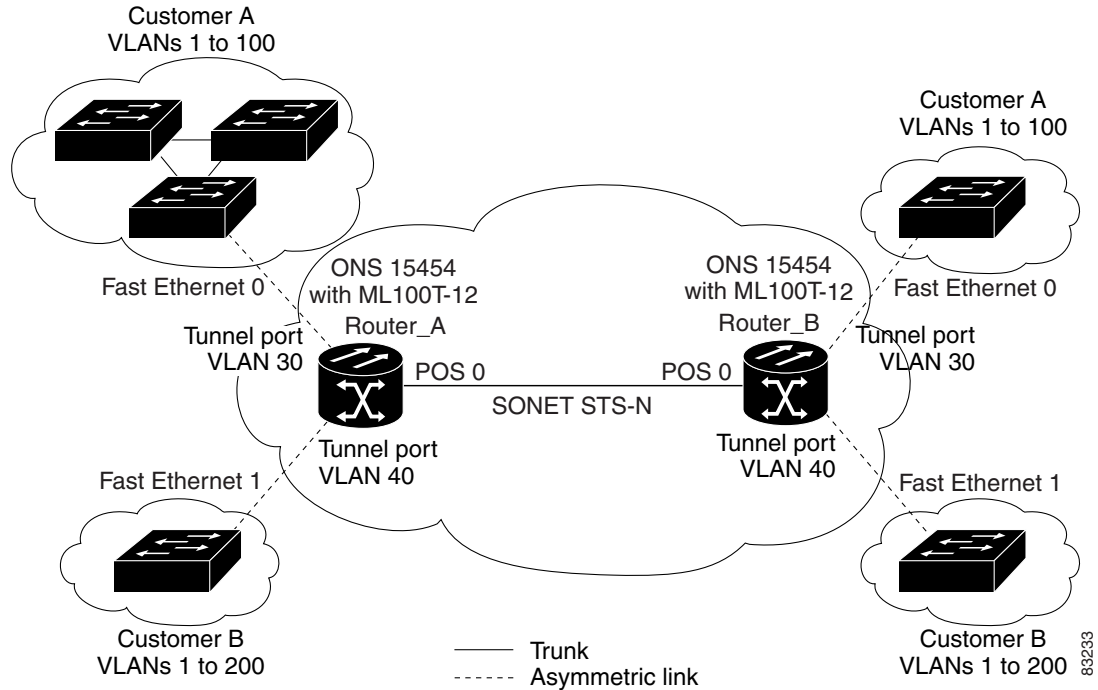 Customer A
VLANs 1 to 100
Customer A
VLANs 1 to 100
Fast Ethernet 0
ONS 15454
with ML100T-12
Router_A
ONS 15454
with ML100T-12
Router_B
Fast Ethernet 0
Tunnel port
VLAN 30
Tunnel port
VLAN 30
POS 0
POS 0
SONET STS-N
Tunnel port
VLAN 40
Tunnel port
VLAN 40
Fast Ethernet 1
Fast Ethernet 1
Customer B
VLANs 1 to 200
Customer B
VLANs 1 to 200
Trunk
Asymmetric link
83233